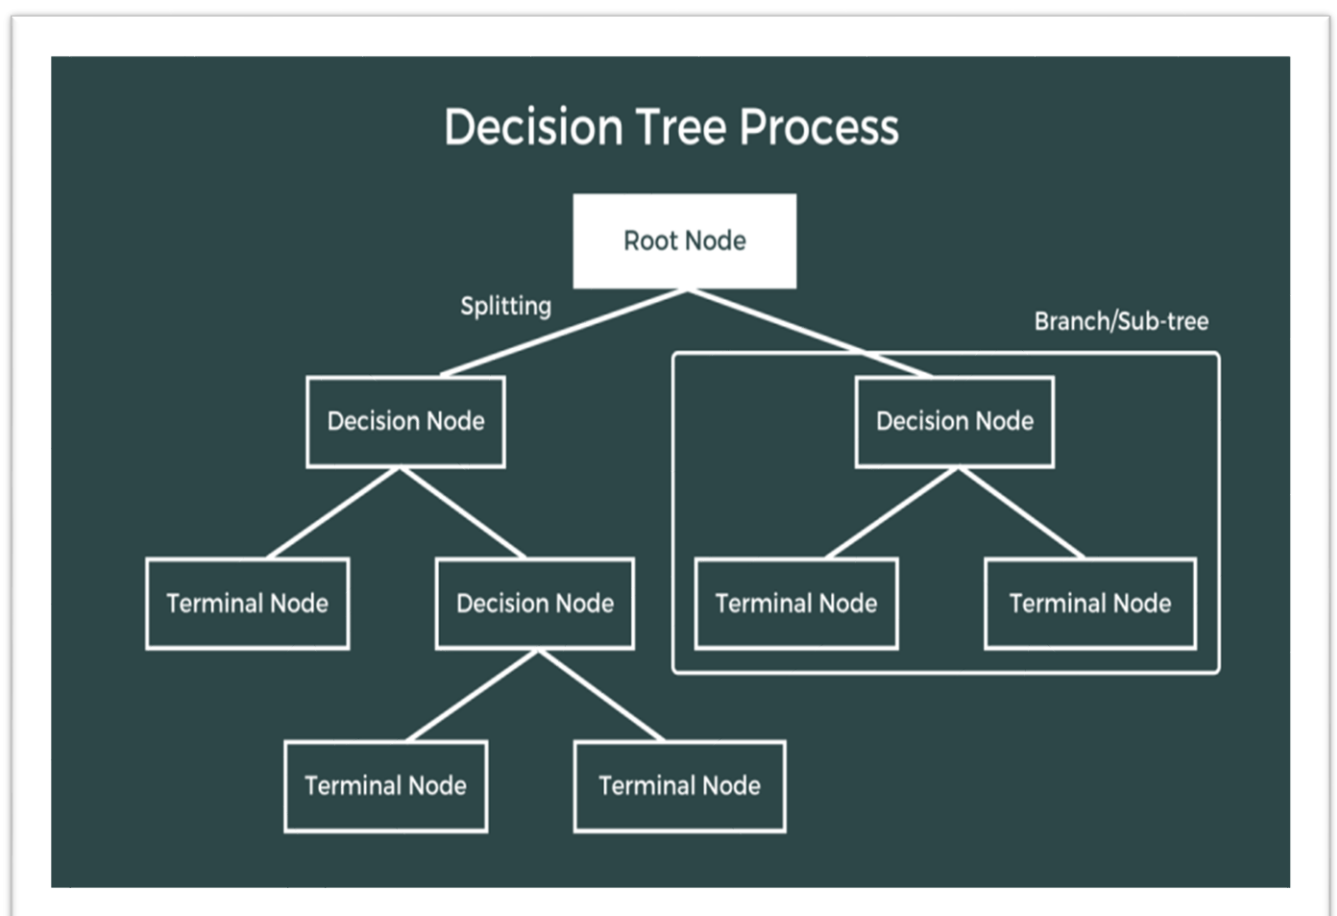 Decision Tree Process
Root Node
Splitting
Branch/Sub-tree
Decision Node
Decision Node
Terminal Node
Decision Node
Terminal Node
Terminal Node
Terminal Node
Terminal Node